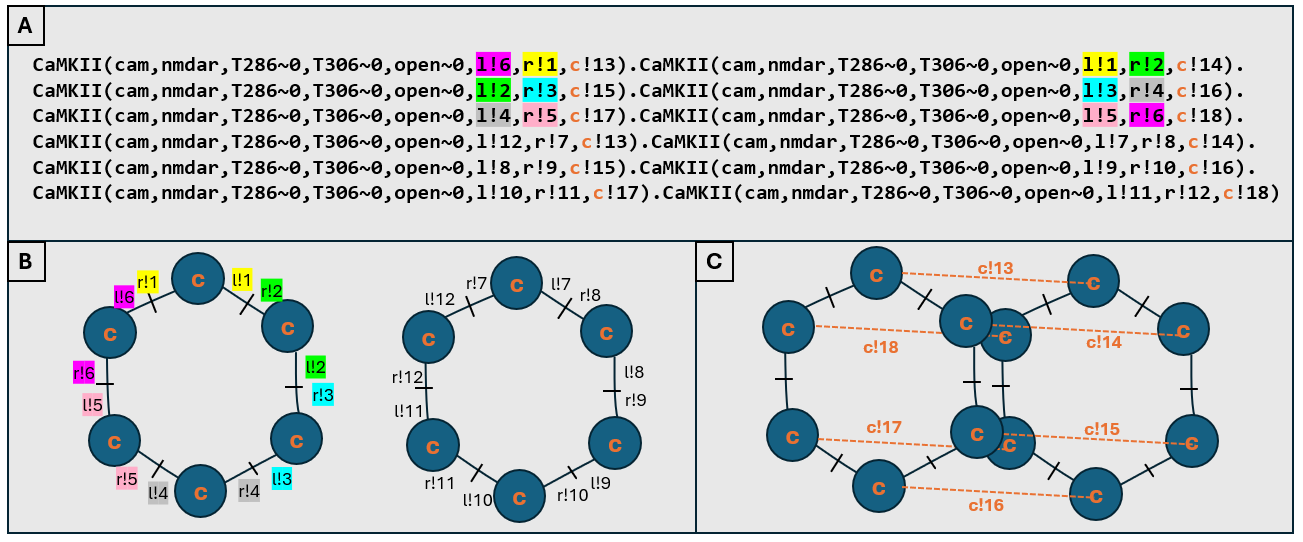 A
CaMKII(cam,nmdar,T286~0,T306~0,open~0,l!6,r!1,c!13).CaMKII(cam,nmdar,T286~0,T306~0,open~0,l!1,r!2,c!14).
CaMKII(cam,nmdar,T286~0,T306~0,open~0,l!2,r!3,c!15).CaMKII(cam,nmdar,T286~0,T306~0,open~0,l!3,r!4,c!16).
CaMKII(cam,nmdar,T286~0,T306~0,open~0,l!4,r!5,c!17).CaMKII(cam,nmdar,T286~0,T306~0,open~0,l!5,r!6,c!18).
CaMKII(cam,nmdar,T286~0,T306~0,open~0,l!12,r!7,c!13).CaMKII(cam,nmdar,T286~0,T306~0,open~0,l!7,r!8,c!14).
CaMKII(cam,nmdar,T286~0,T306~0,open~0,l!8,r!9,c!15).CaMKII(cam,nmdar,T286~0,T306~0,open~0,l!9,r!10,c!16).
CaMKII(cam,nmdar,T286~0,T306~0,open~0,l!10,r!11,c!17).CaMKII(cam,nmdar,T286~0,T306~0,open~0,l!11,r!12,c!18)
B
c
r!1
l!1
l!6
r!2
c
c
r!6
l!2
l!5
r!3
c
c
r!5
l!3
l!4
r!4
c
c
r!7
l!7
l!12
r!8
c
c
r!12
l!8
l!11
r!9
c
c
r!11
l!9
l!10
r!10
c
C
c
c!13
c
c
c
c
c!14
c
c!18
c
c!17
c
c!15
c
c
c
c!16
c